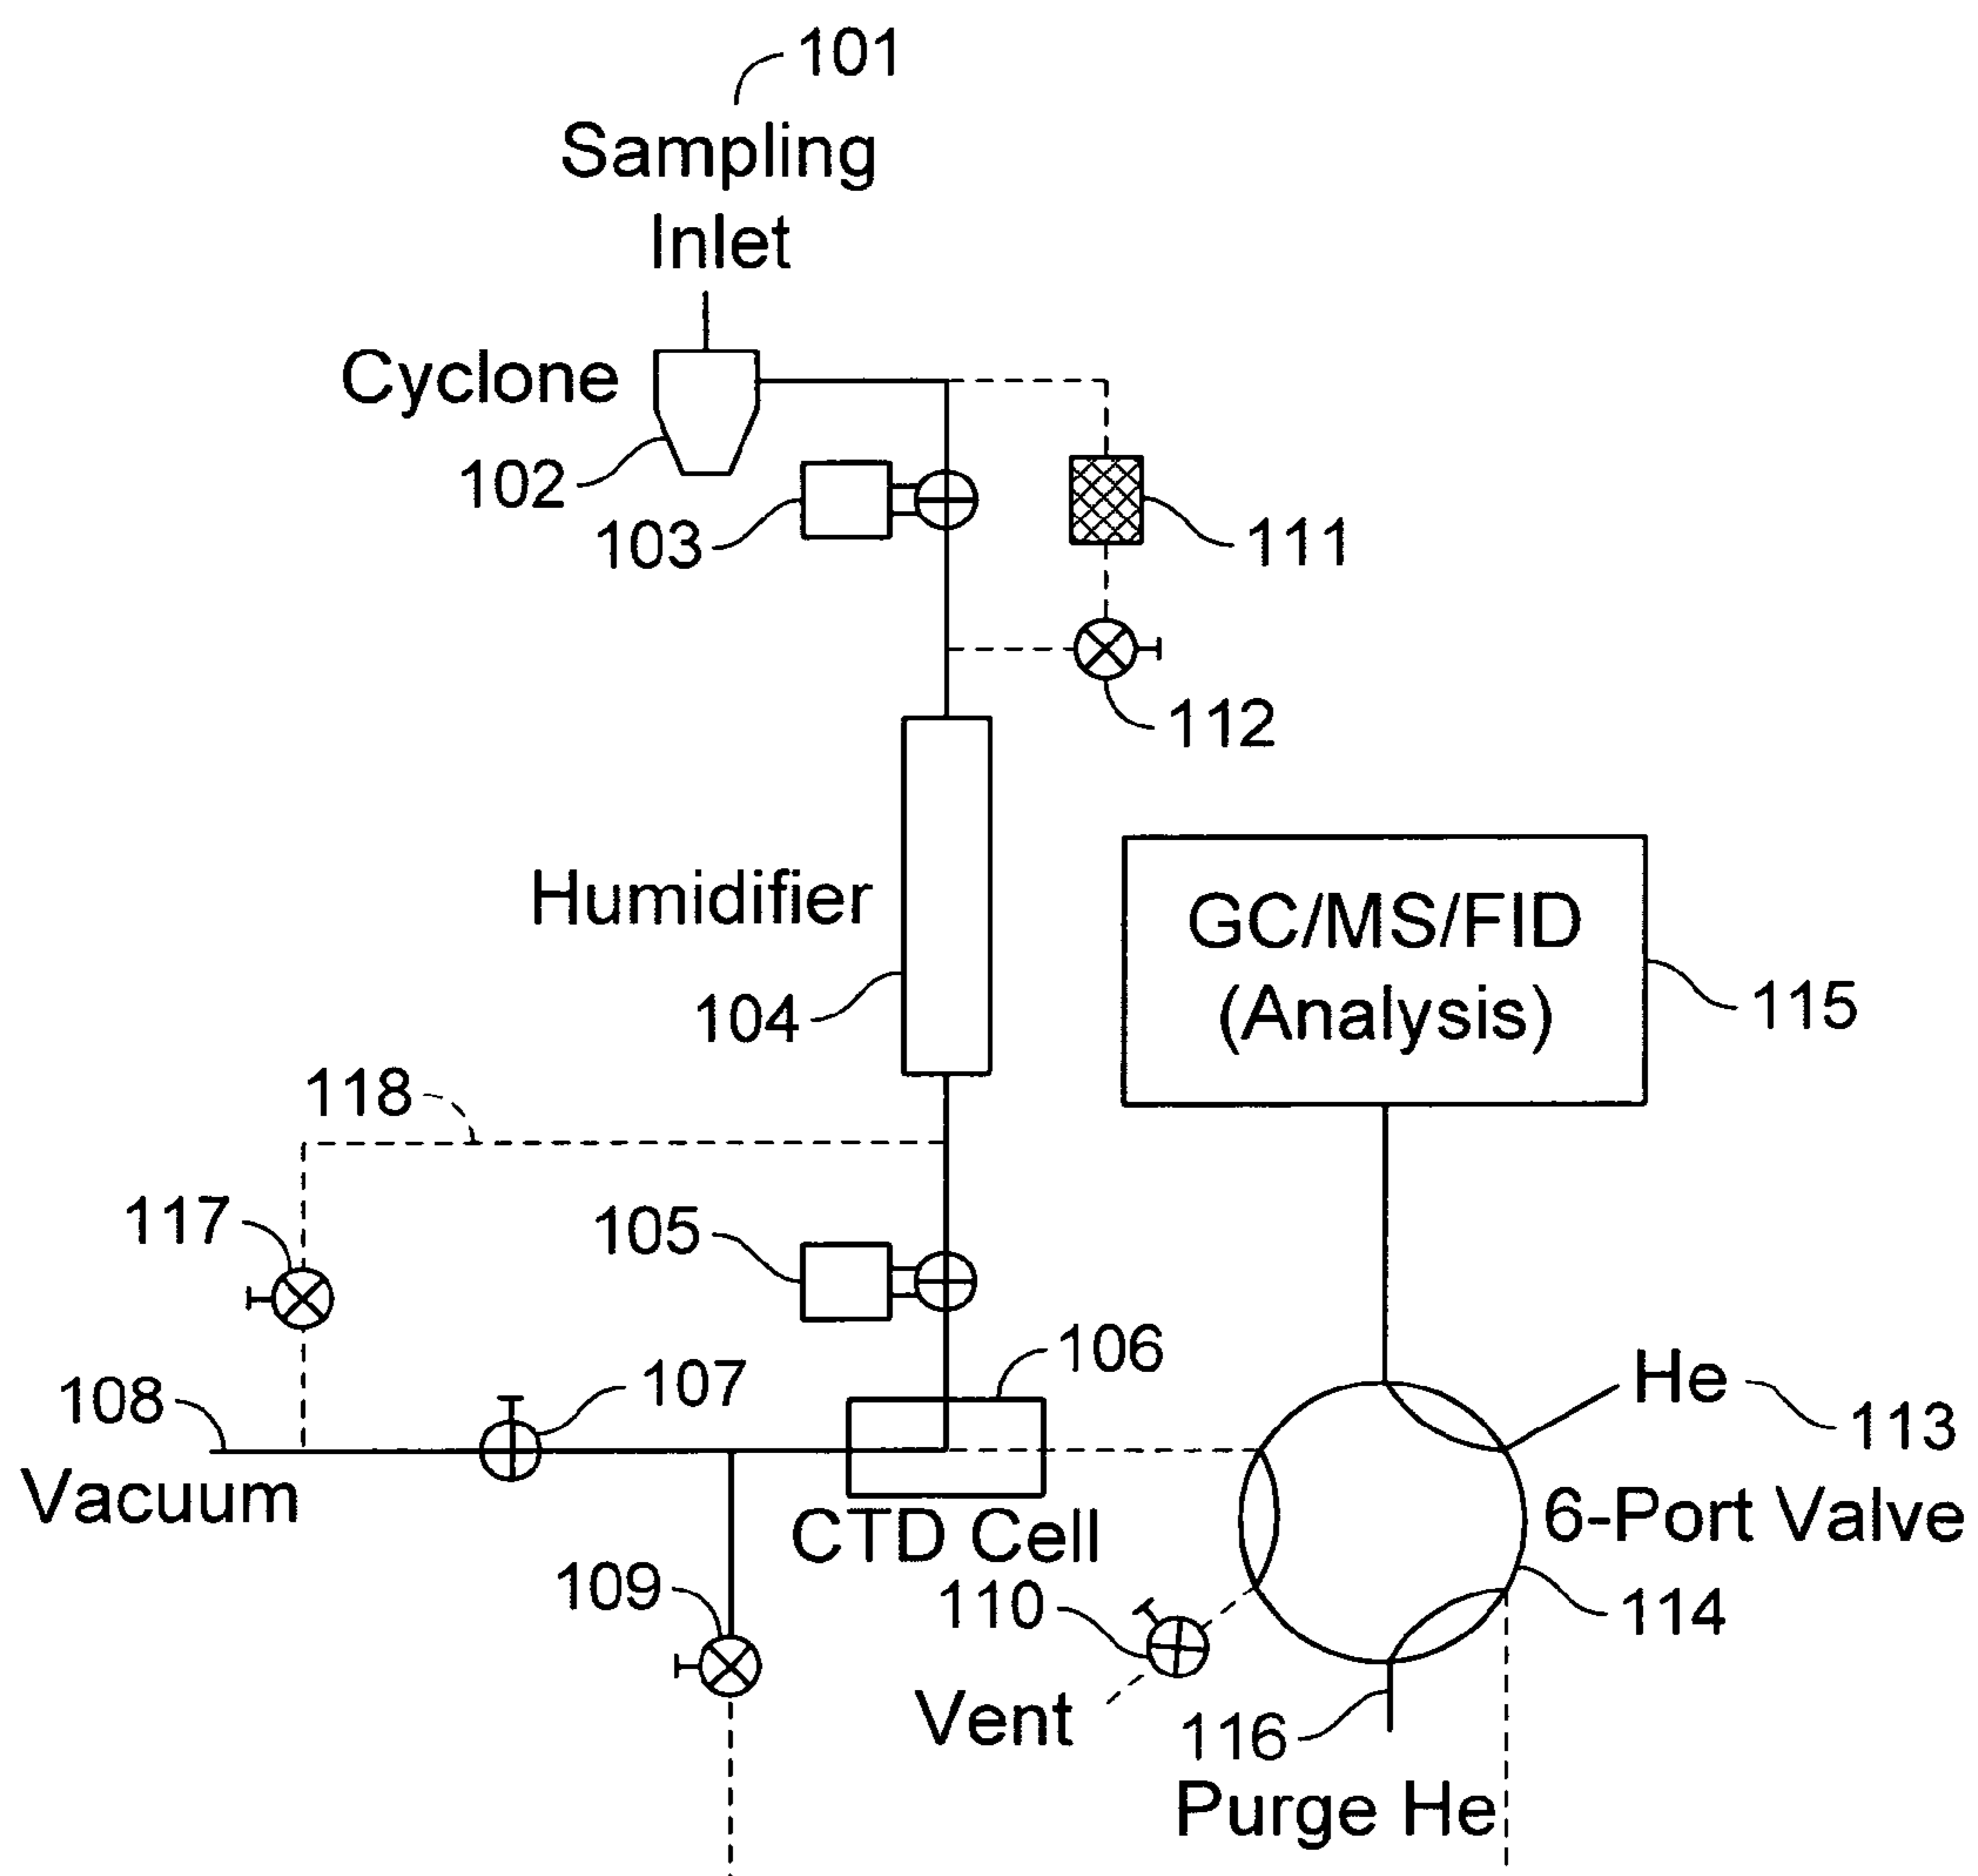 101
Sampling
Inlet
Cyclone
102
103
111
112
Humidifier
104
GC/MS/FID
(Analysis)
115
118
117
105
106
107
108
Vacuum
He
113
6-Port Valve
CTD Cell
109
110
114
Vent
116
Purge He